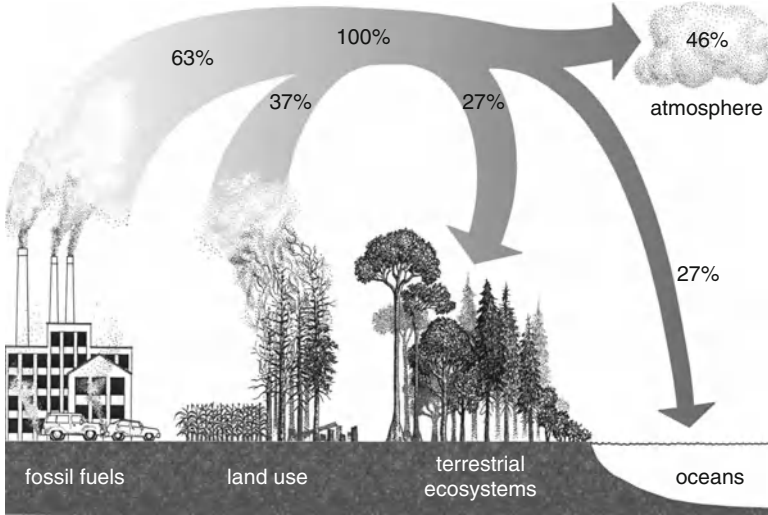 100%
46%
63%
37%
27%
atmosphere
27%
fossil fuels
land use
terrestrial
ecosystems
oceans